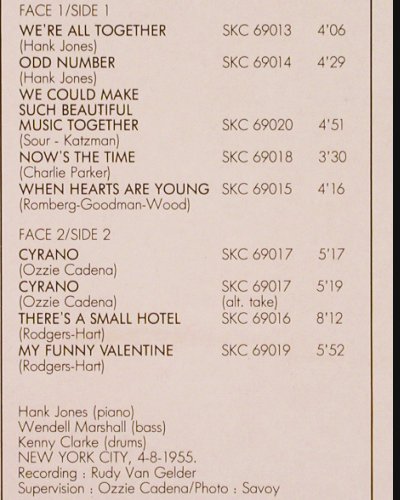 FACE 1/SIDE 1
WE'RE ALL TOGETHER SKC 69013 4'06
(Hank Jones)
ODD NUMBER SKC 69014 4'29
(Hank Jones)
WE COULD MAKE
SUCH BEAUTIFUL
MUSIC TOGETHER SKC 69020 4'51
(Sour - Katzman)
NOW'S THE TIME SKC 69018 3'30
(Charlie Parker)
WHEN HEARTS ARE YOUNG SKC 69015 4'16
(Romberg-Goodman-Wood)
FACE 2/SIDE 2
CYRANO SKC 69017 5'17
(Ozzie Cadena)
CYRANO SKC 69017 5'19
(Ozzie Cadena) (alt. take)
THERE'S A SMALL HOTEL SKC 69016 8'12
(Rodgers-Hart)
MY FUNNY VALENTINE SKC 69019 5'52
(Rodgers-Hart)
Hank Jones (piano)
Wendell Marshall (bass)
Kenny Clarke (drums)
NEW YORK CITY, 4-8-1955.
Recording : Rudy Van Gelder
Supervision : Ozzie Cadena/Photo : Savoy